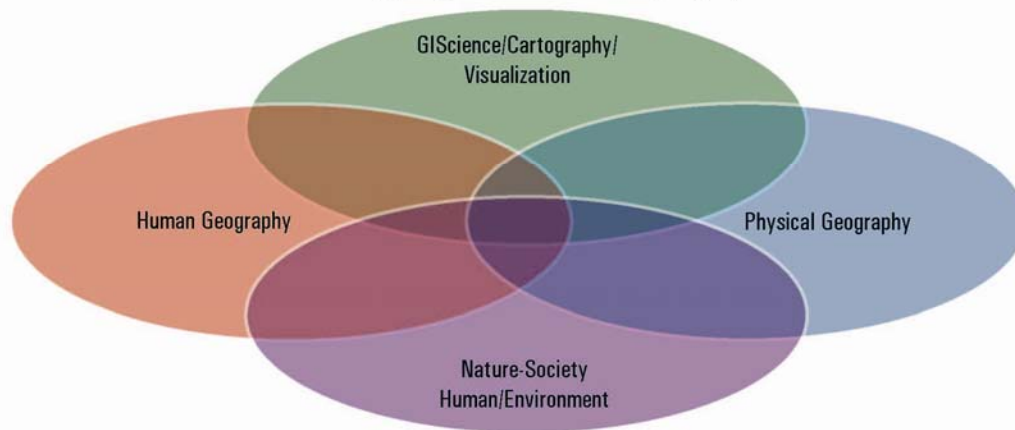 GIScience/Cartography/
Visualization
Human Geography
Physical Geography
Nature-Society
Human/Environment